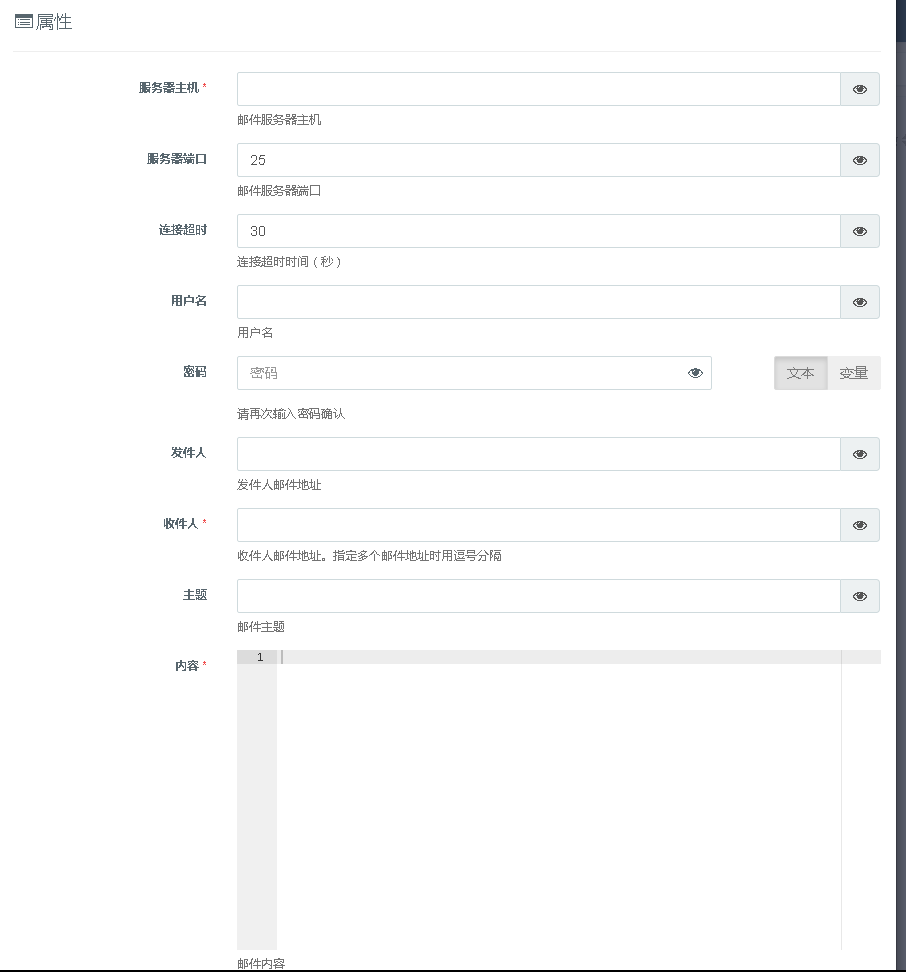 属性
服务器主机 *
邮件服务器主机
服务器端口
25
邮件服务器端口
连接超时
30
连接超时时间（秒）
用户名
用户名
密码
密码
文本 变量
请再次输入密码确认
发件人
发件人邮件地址
收件人 *
收件人邮件地址。指定多个邮件地址时用逗号分隔
主题
邮件主题
内容 *
1
邮件内容